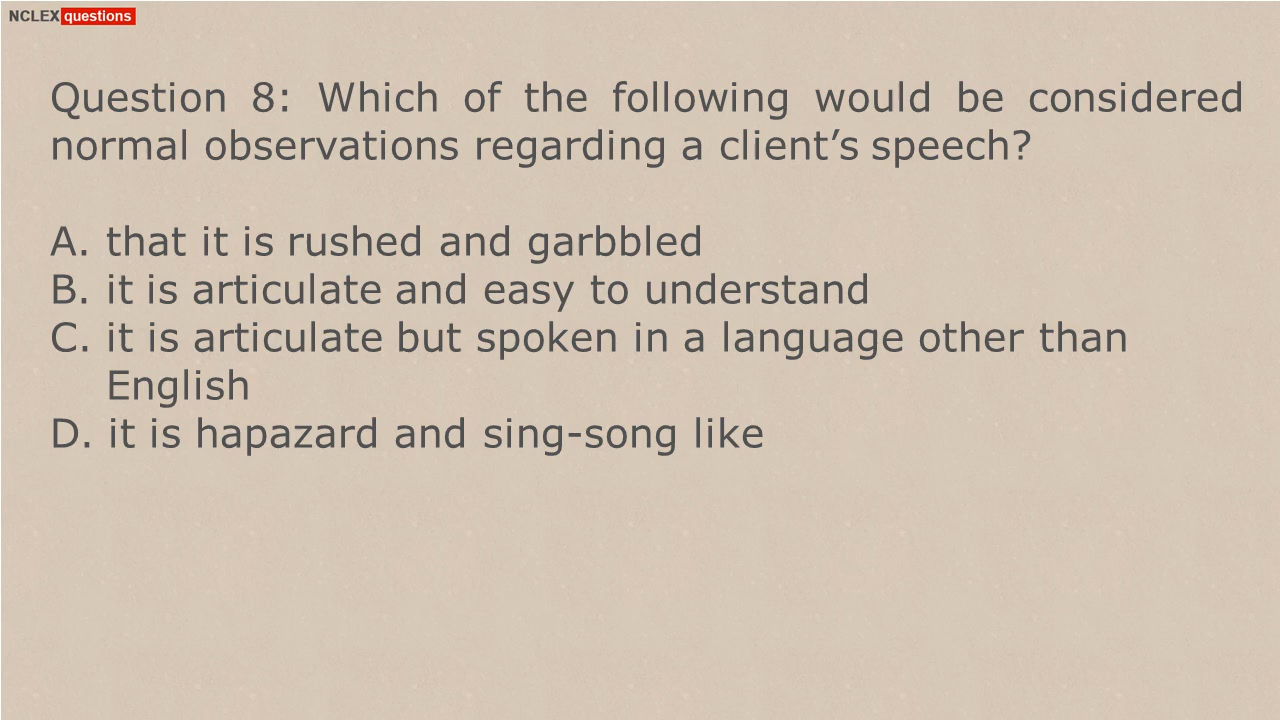 NCLEX questions
Question 8: Which of the following would be considered
normal observations regarding a client’s speech?
A. that it is rushed and garbbled
B. it is articulate and easy to understand
C. it is articulate but spoken in a language other than
English
D. it is hapazard and sing-song like